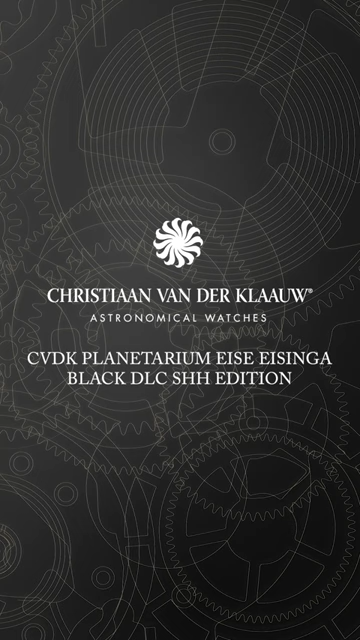 CHRISTIAAN VAN DER KLAAUW®
ASTRONOMICAL WATCHES
CVDK PLANETARIUM EISE EISINGA
BLACK DLC SHH EDITION